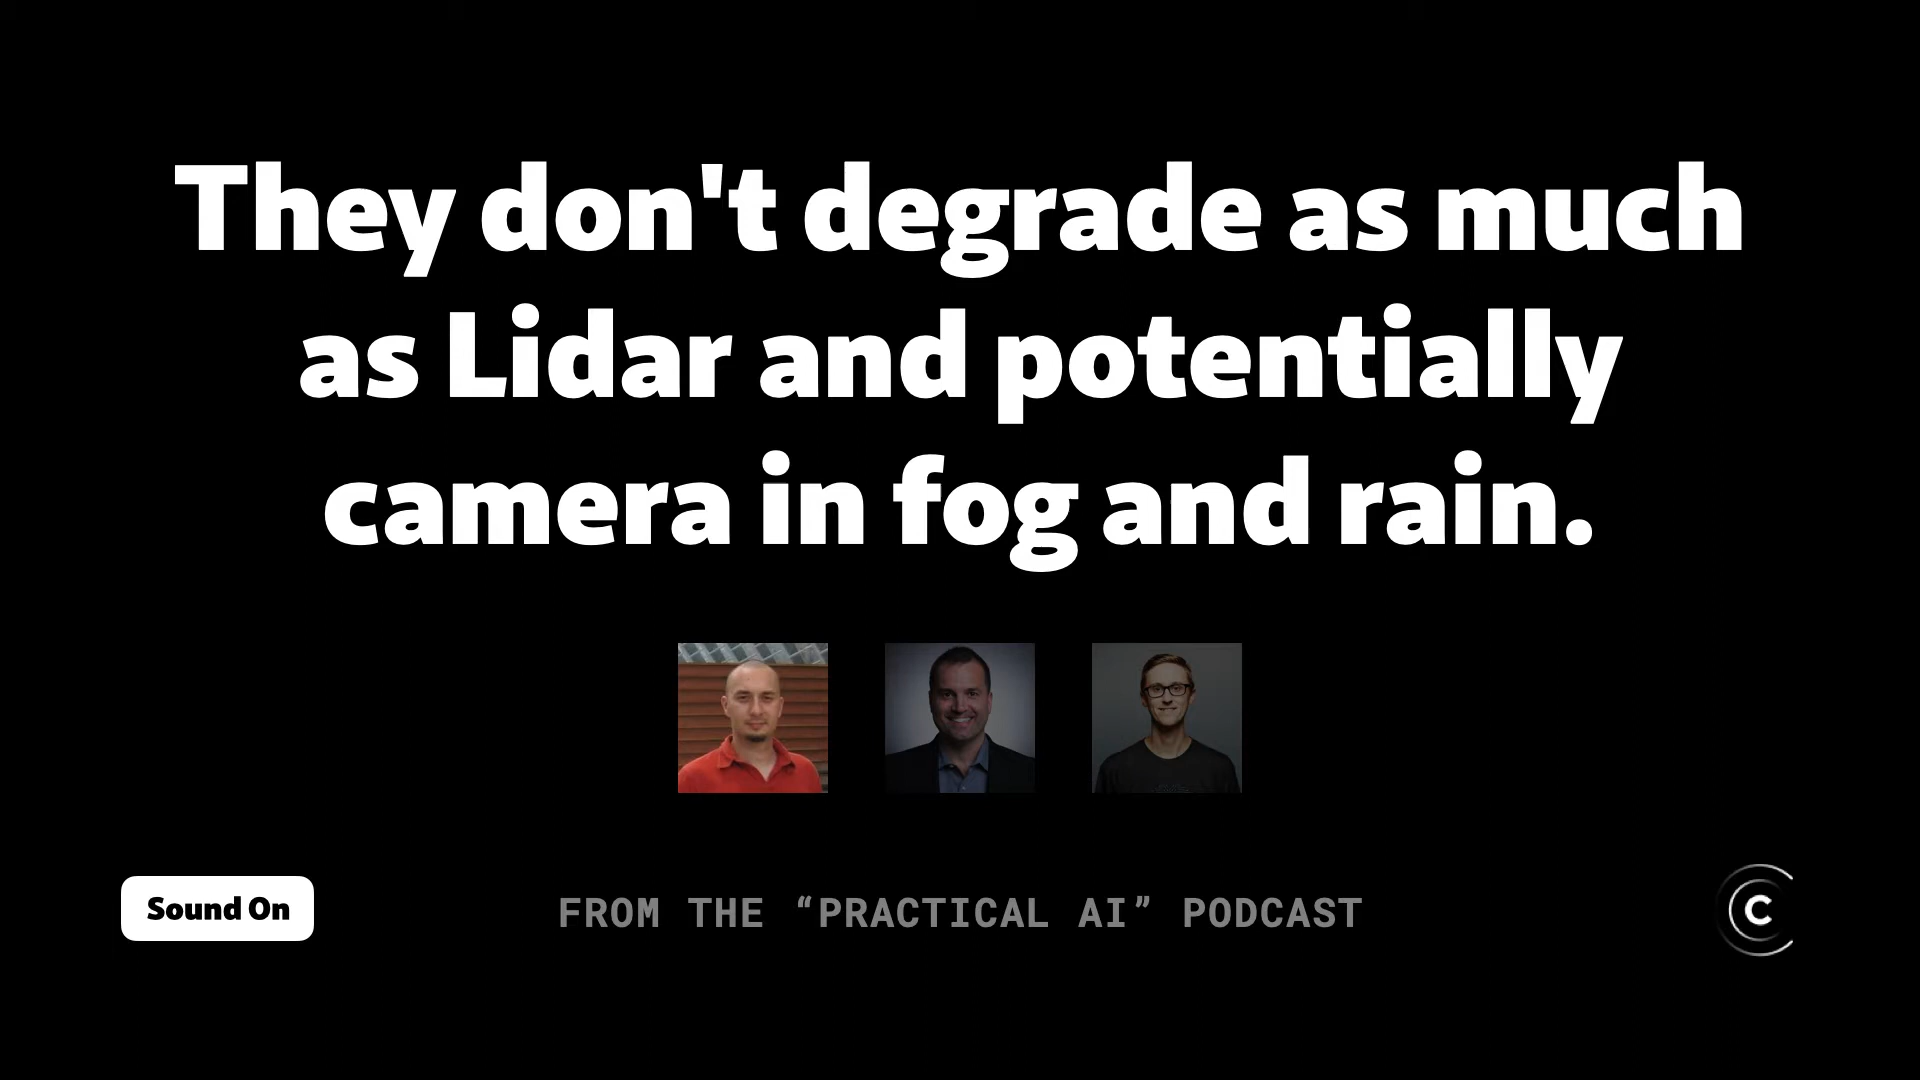 They don't degrade as much
as Lidar and potentially
camera in fog and rain.
Sound On
FROM THE “PRACTICAL AI” PODCAST
C